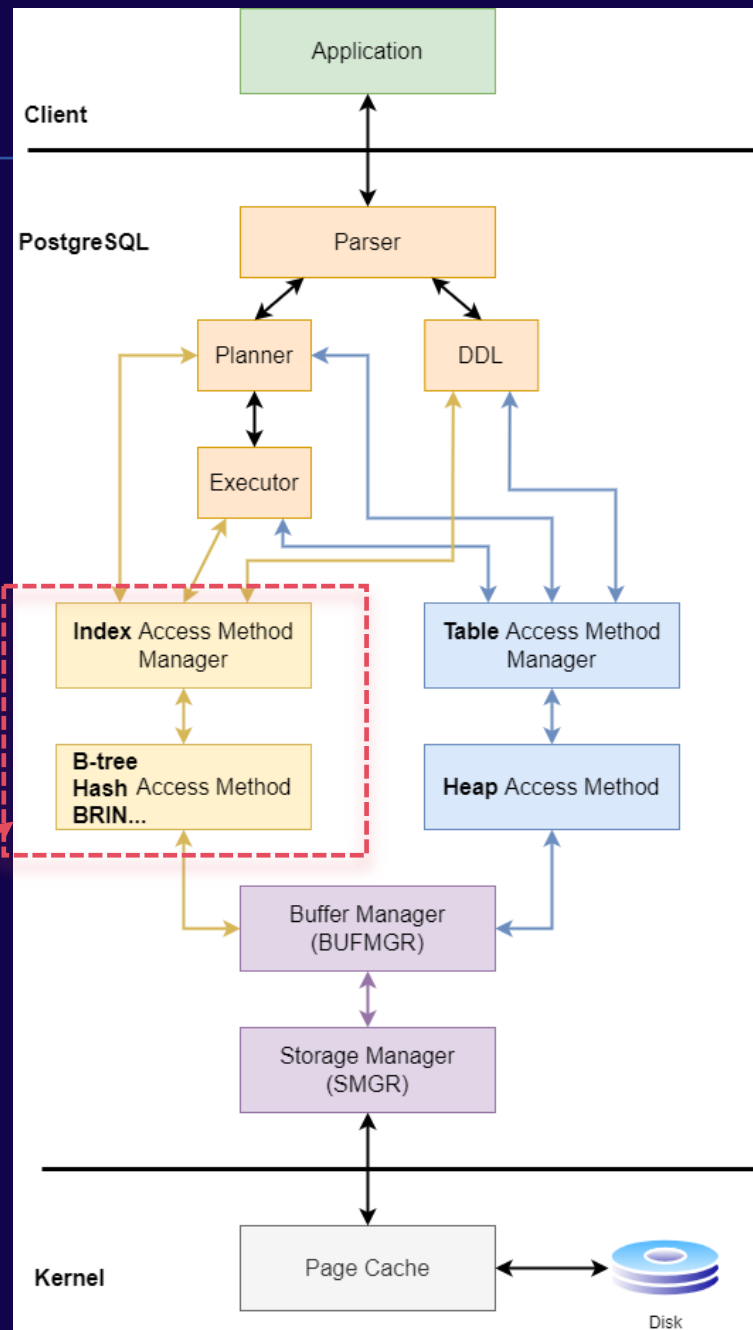 Application
Client
PostgreSQL
Parser
Planner
DDL
Executor
Index Access Method
Manager
Table Access Method
Manager
B-tree
Hash Access Method
BRIN...
Heap Access Method
Buffer Manager
(BUFMGR)
Storage Manager
(SMGR)
Kernel
Page Cache
Disk